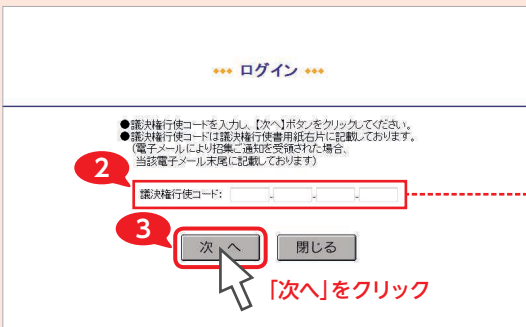 ログイン
●議決権行使コードを入力し、【次へ】ボタンをクリックしてください。
●議決権行使コードは議決権行使書用紙右片に記載しております。
(電子メールにより招集ご通知を受領された場合、
当該電子メール末尾に記載しております)
2
議決権行使コード: - - -
3
次 へ 閉じる
「次へ」をクリック